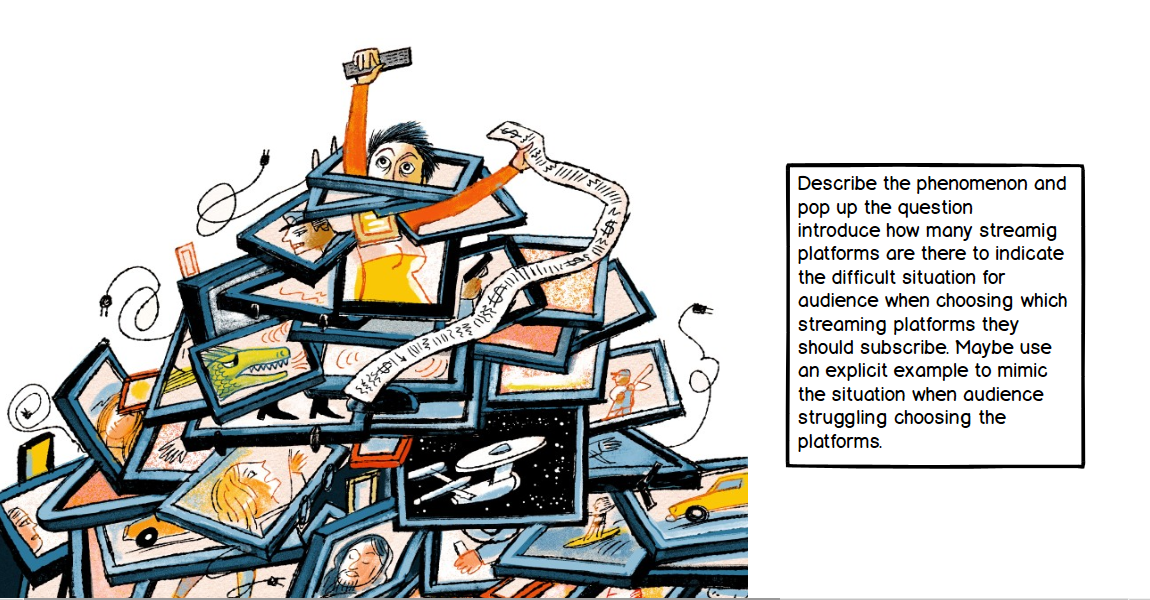 Describe the phenomenon and
pop up the question
introduce how many streamig
platforms are there to indicate
the difficult situation for
audience when choosing which
streaming platforms they
should subscribe. Maybe use
an explicit example to mimic
the situation when audience
struggling choosing the
platforms.